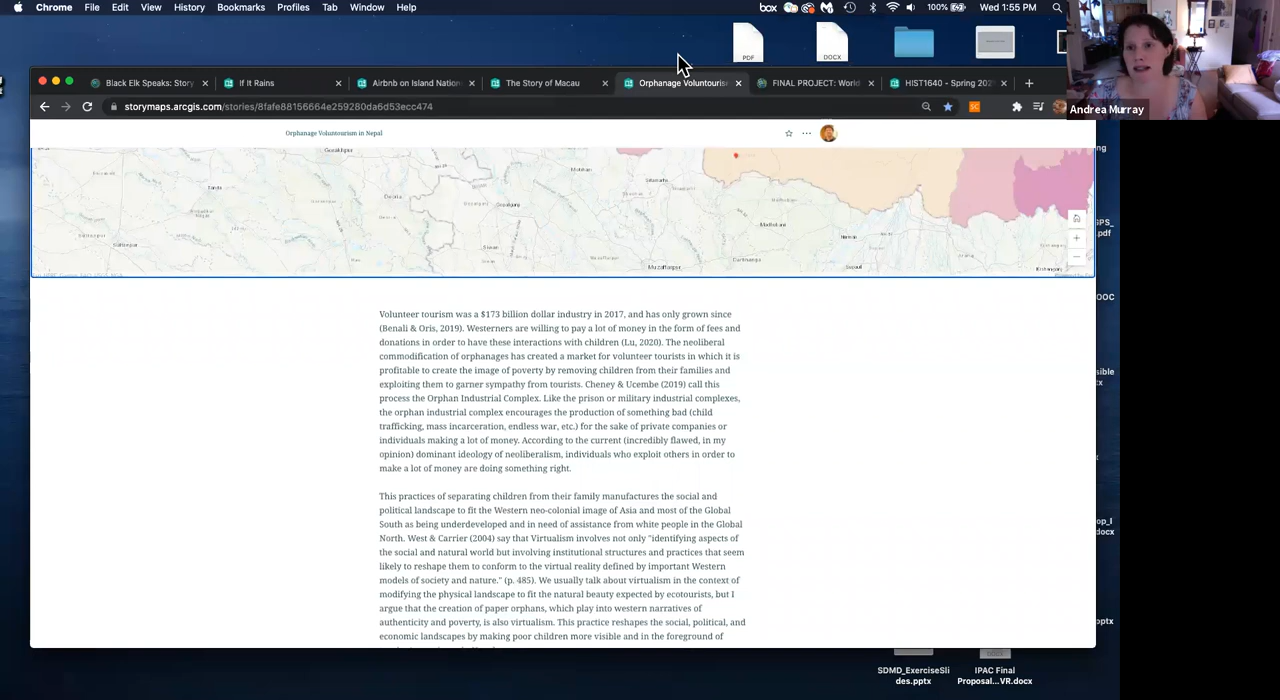 Chrome File Edit View History Bookmarks Profiles Tab Window Help
box 100% Wed 1:55 PM
PDF DOCX
Andrea Murray
Black Elk Speaks: Story If It Rains Airbnb on Island Nation The Story of Macau Orphanage Voluntouris FINAL PROJECT: World HIST1640 - Spring 202
storymaps.arcgis.com/stories/8fafe88156664e259280da6d53ecc474
SC
Orphanage Voluntourism in Nepal
Gorakhpur
Deoria
Motihari
Sitamarhi
Gopalganj
Siwan
Madhubani
Muzaffarpur
Darbhanga
Supaul
Kishanganj
Volunteer tourism was a $173 billion dollar industry in 2017, and has only grown since
(Benali & Oris, 2019). Westerners are willing to pay a lot of money in the form of fees and
donations in order to have these interactions with children (Lu, 2020). The neoliberal
commodification of orphanages has created a market for volunteer tourists in which it is
profitable to create the image of poverty by removing children from their families and
exploiting them to garner sympathy from tourists. Cheney & Ucembe (2019) call this
process the Orphan Industrial Complex. Like the prison or military industrial complexes,
the orphan industrial complex encourages the production of something bad (child
trafficking, mass incarceration, endless war, etc.) for the sake of private companies or
individuals making a lot of money. According to the current (incredibly flawed, in my
opinion) dominant ideology of neoliberalism, individuals who exploit others in order to
make a lot of money are doing something right.
This practices of separating children from their family manufactures the social and
political landscape to fit the Western neo-colonial image of Asia and most of the Global
South as being underdeveloped and in need of assistance from white people in the Global
North. West & Carrier (2004) say that Virtualism involves not only "identifying aspects of
the social and natural world but involving institutional structures and practices that seem
likely to reshape them to conform to the virtual reality defined by important Western
models of society and nature." (p. 485). We usually talk about virtualism in the context of
modifying the physical landscape to fit the natural beauty expected by ecotourists, but I
argue that the creation of paper orphans, which play into western narratives of
authenticity and poverty, is also virtualism. This practice reshapes the social, political, and
economic landscapes by making poor children more visible and in the foreground of
SDMD_ExerciseSli
des.pptx
IPAC Final
Proposal...VR.docx